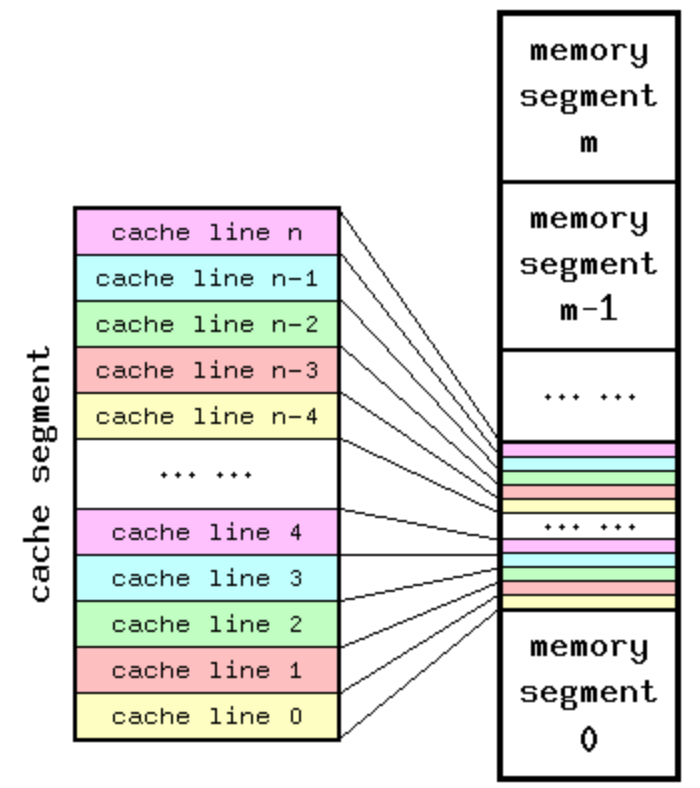 cache segment
cache line n
cache line n-1
cache line n-2
cache line n-3
cache line n-4
... ...
cache line 4
cache line 3
cache line 2
cache line 1
cache line 0
memory
segment
m
memory
segment
m-1
... ...
... ...
memory
segment
0